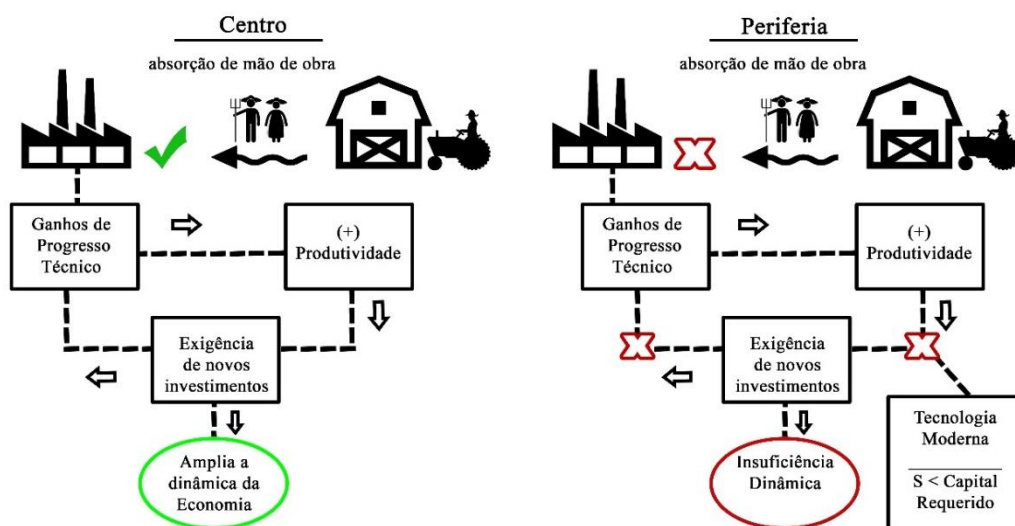 Centro
absorção de mão de obra
Ganhos de
Progresso
Técnico
(+)
Produtividade
Exigência
de novos
investimentos
Amplia a
dinâmica da
Economia
Periferia
absorção de mão de obra
Ganhos de
Progresso
Técnico
(+)
Produtividade
Exigência
de novos
investimentos
Insuficiência
Dinâmica
Tecnologia
Moderna
S < Capital
Requerido